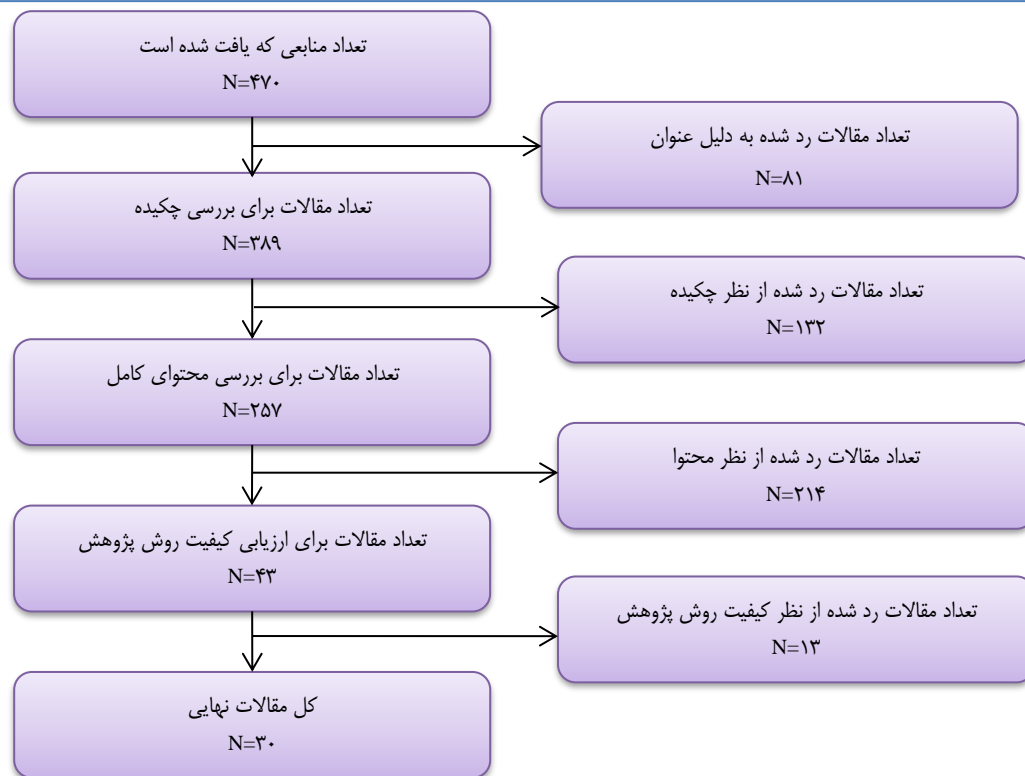 تعداد منابعی که یافت شده است
N=۴۷۰
تعداد مقالات رد شده به دلیل عنوان
N=۸۱
تعداد مقالات برای بررسی چکیده
N=۳۸۹
تعداد مقالات رد شده از نظر چکیده
N=۱۳۲
تعداد مقالات برای بررسی محتوای کامل
N=۲۵۷
تعداد مقالات رد شده از نظر محتوا
N=۲۱۴
تعداد مقالات برای ارزیابی کیفیت روش پژوهش
N=۴۳
تعداد مقالات رد شده از نظر کیفیت روش پژوهش
N=۱۳
کل مقالات نهایی
N=۳۰